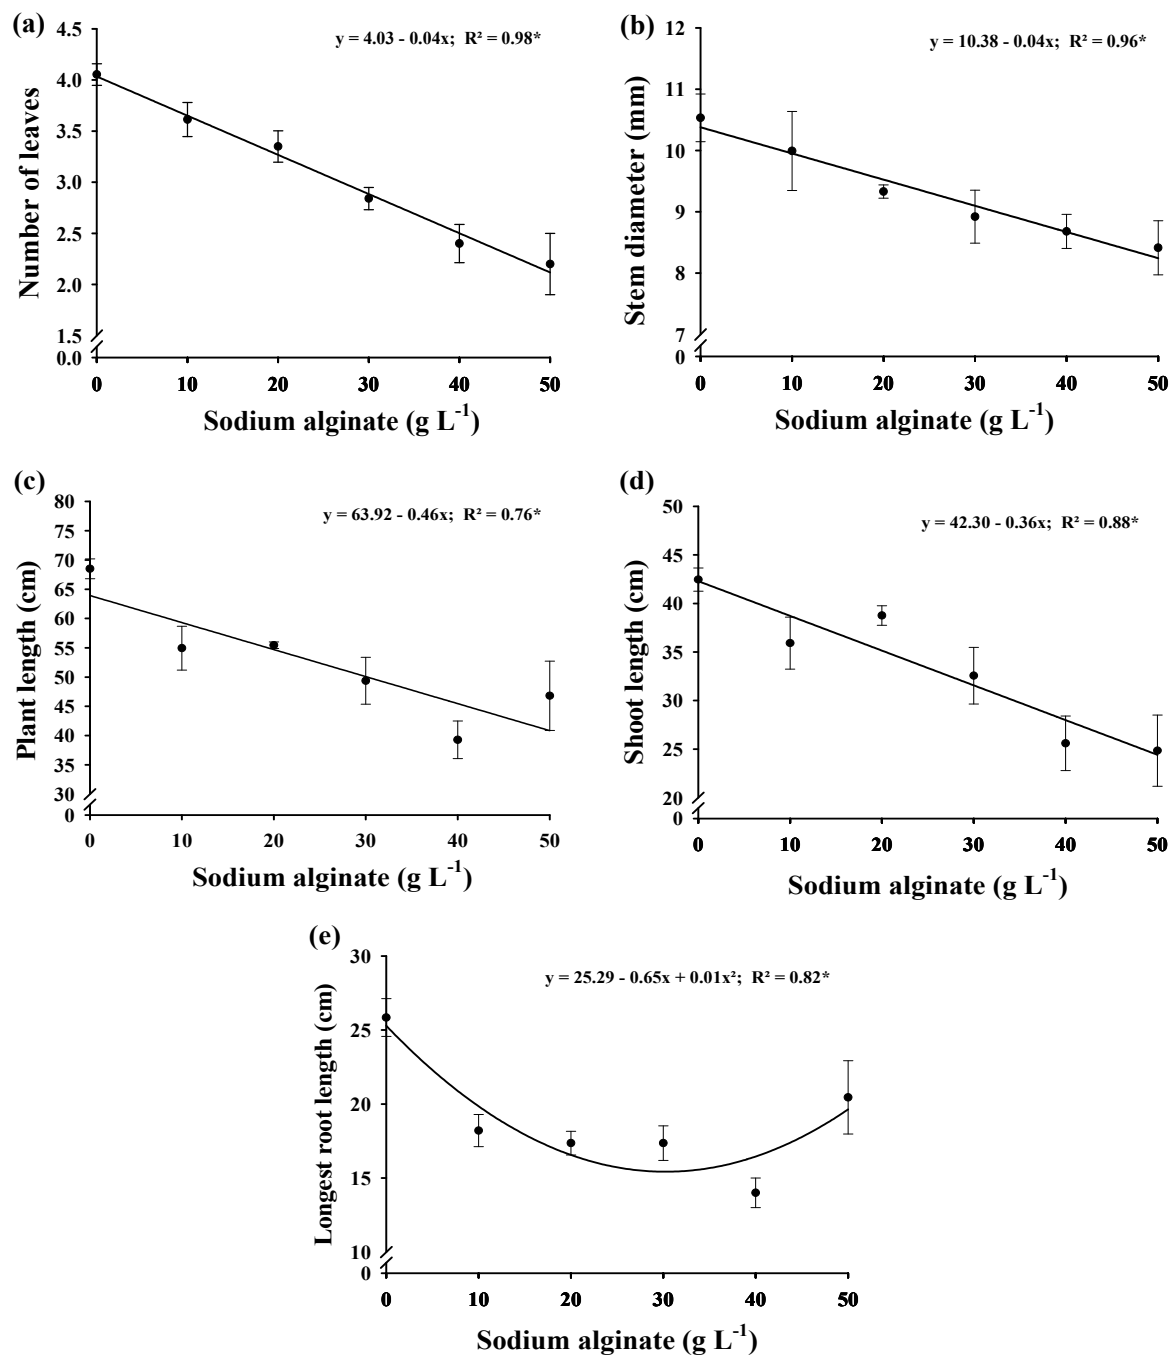 (a)
y = 4.03 - 0.04x; R² = 0.98*
4.5
4.0
3.5
3.0
2.5
2.0
1.5
0.0
Number of leaves
0 10 20 30 40 50
Sodium alginate (g L⁻¹)
(b)
y = 10.38 - 0.04x; R² = 0.96*
12
11
10
9
8
7
0
Stem diameter (mm)
0 10 20 30 40 50
Sodium alginate (g L⁻¹)
(c)
y = 63.92 - 0.46x; R² = 0.76*
80
75
70
65
60
55
50
45
40
35
30
0
Plant length (cm)
0 10 20 30 40 50
Sodium alginate (g L⁻¹)
(d)
y = 42.30 - 0.36x; R² = 0.88*
50
45
40
35
30
25
20
0
Shoot length (cm)
0 10 20 30 40 50
Sodium alginate (g L⁻¹)
(e)
y = 25.29 - 0.65x + 0.01x²; R² = 0.82*
30
25
20
15
10
0
Longest root length (cm)
0 10 20 30 40 50
Sodium alginate (g L⁻¹)